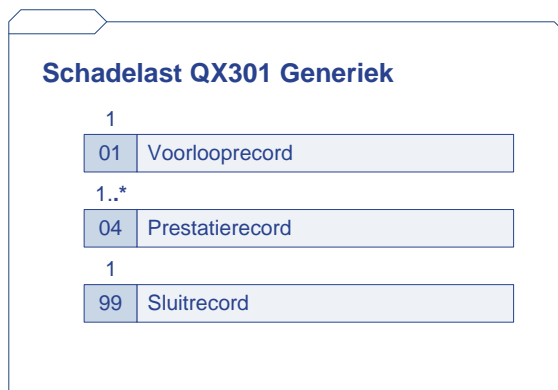 Schadelast QX301 Generiek
1
01 Voorlooprecord
1..*
04 Prestatierecord
1
99 Sluitrecord